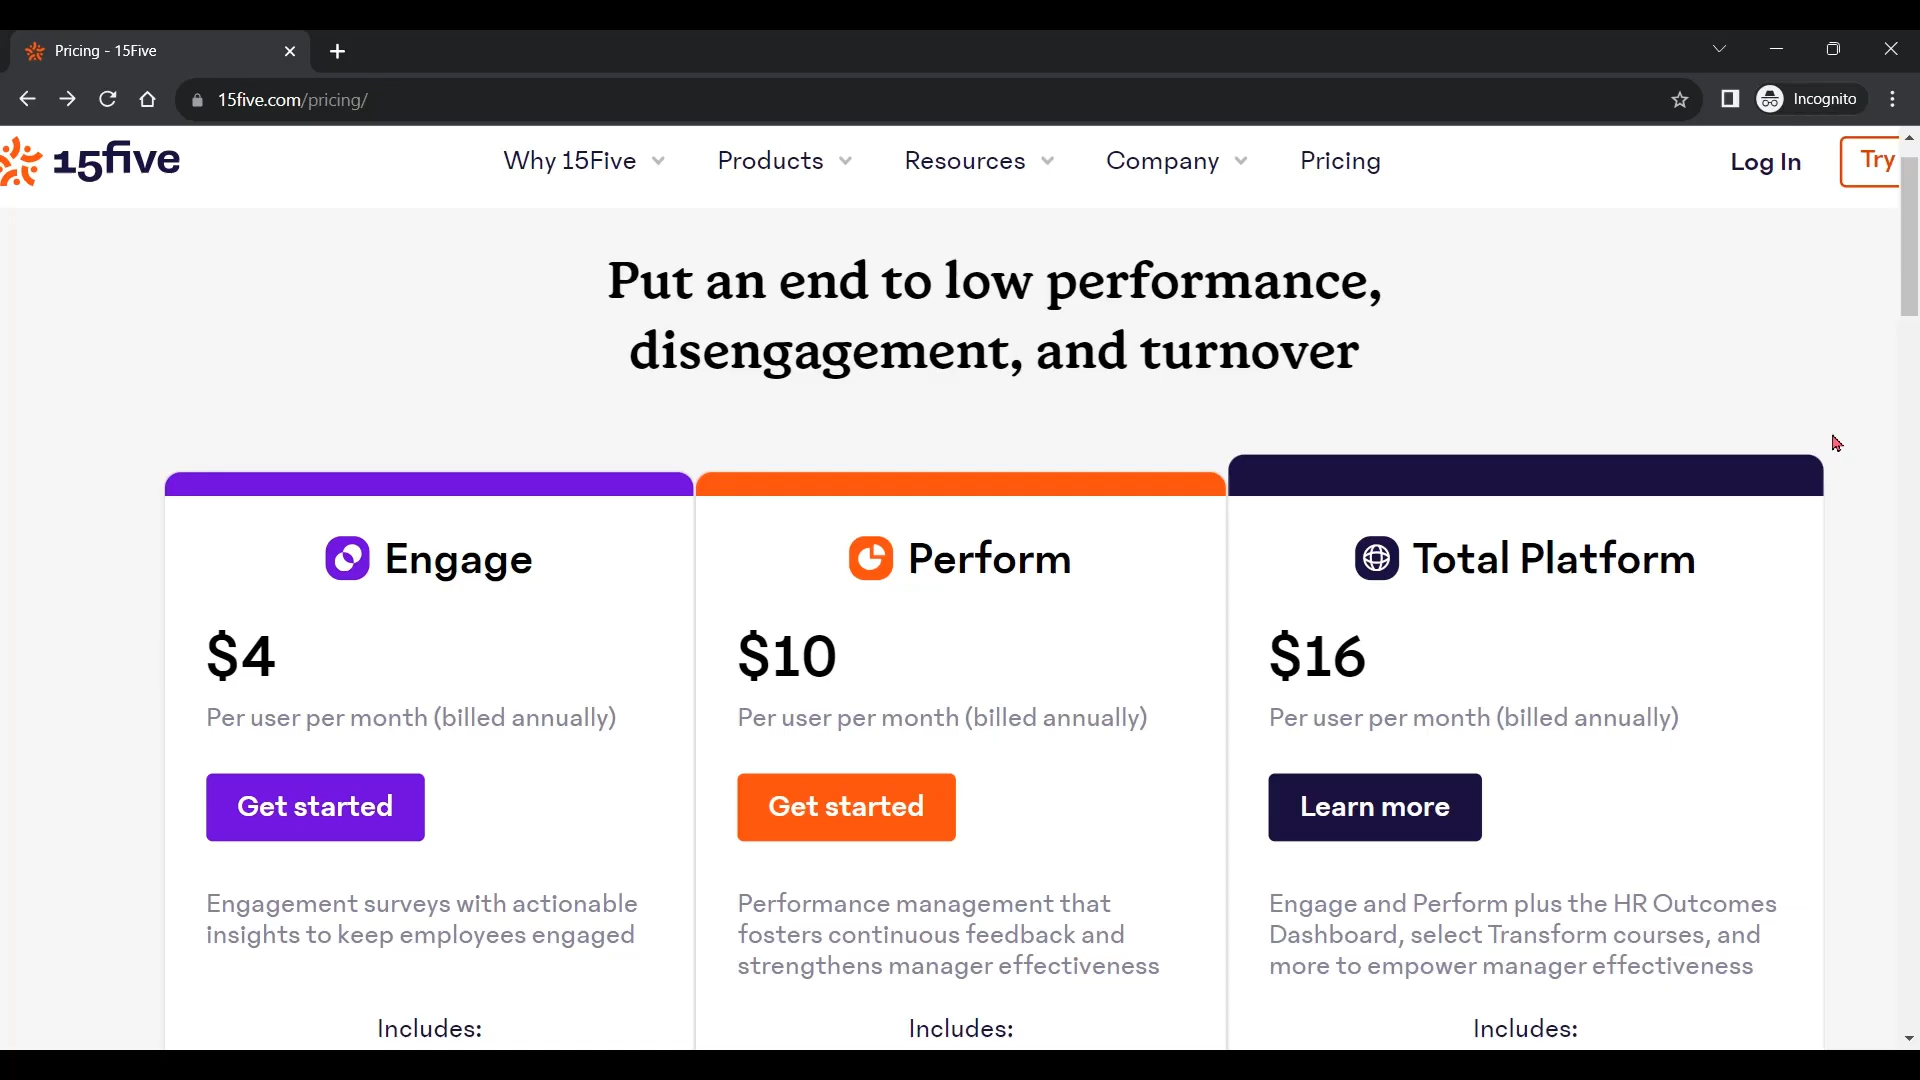 Pricing - 15Five
15five.com/pricing/
Incognito
15five
Why 15Five
Products
Resources
Company
Pricing
Log In
Try
Put an end to low performance,
disengagement, and turnover
Engage
$4
Per user per month (billed annually)
Get started
Engagement surveys with actionable
insights to keep employees engaged
Includes:
Perform
$10
Per user per month (billed annually)
Get started
Performance management that
fosters continuous feedback and
strengthens manager effectiveness
Includes:
Total Platform
$16
Per user per month (billed annually)
Learn more
Engage and Perform plus the HR Outcomes
Dashboard, select Transform courses, and
more to empower manager effectiveness
Includes: